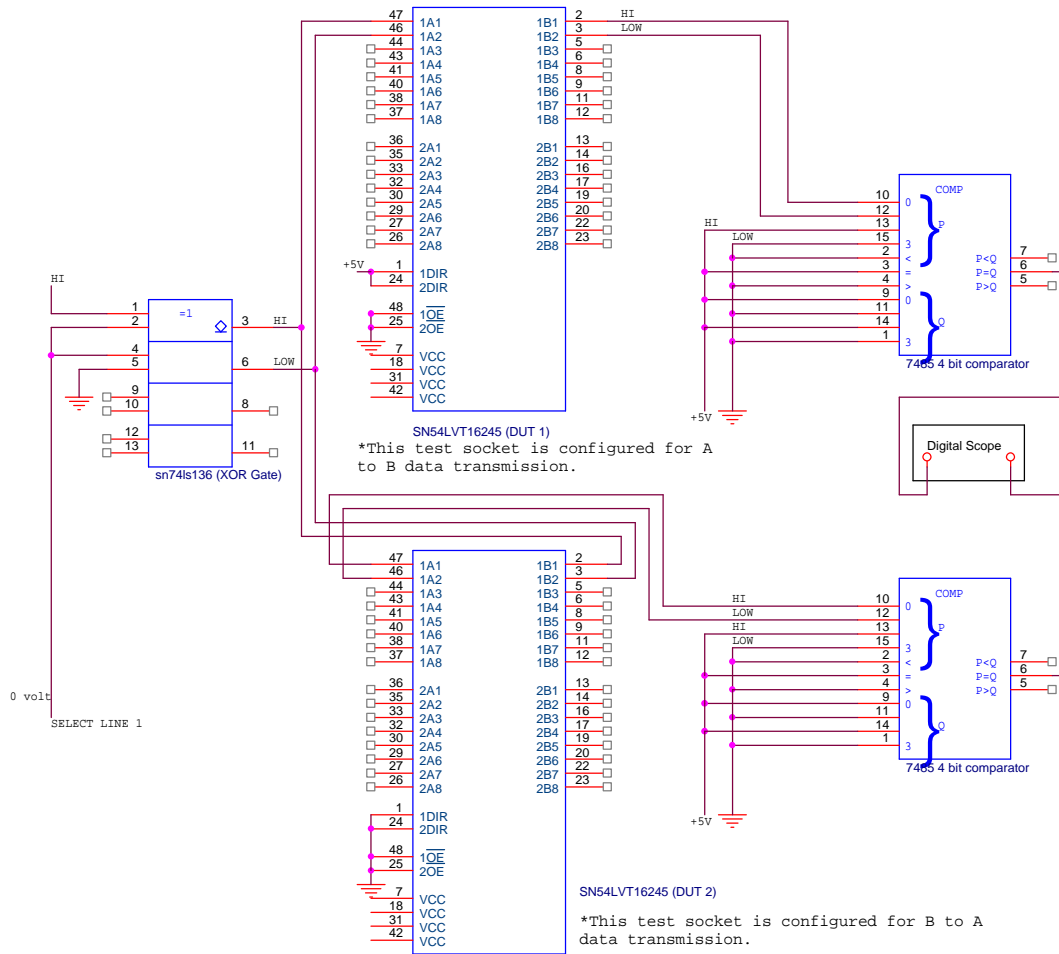 47 1A1 1B1 2 HI
46 1A2 1B2 3 LOW
44 1A3 1B3 5
43 1A4 1B4 6
41 1A5 1B5 8
40 1A6 1B6 9
38 1A7 1B7 11
37 1A8 1B8 12
36 2A1 2B1 13
35 2A2 2B2 14
33 2A3 2B3 16
32 2A4 2B4 17
30 2A5 2B5 19
29 2A6 2B6 20
27 2A7 2B7 22
26 2A8 2B8 23
+5V 1 1DIR
24 2DIR
48 1OE
25 2OE
7 VCC
18 VCC
31 VCC
42 VCC
SN54LVT16245 (DUT 1)
*This test socket is configured for A
to B data transmission.
HI
1 =1 3 HI
2
4
5 6 LOW
9
10 8
12
13 11
sn74ls136 (XOR Gate)
0 volt
SELECT LINE 1
COMP
10 0
12
HI 13 P
LOW 15 3
2 < P<Q 7
3 = P=Q 6
4 > P>Q 5
9 0
11
14 Q
1 3
7485 4 bit comparator
+5V
Digital Scope
47 1A1 1B1 2
46 1A2 1B2 3
44 1A3 1B3 5
43 1A4 1B4 6
41 1A5 1B5 8
40 1A6 1B6 9
38 1A7 1B7 11
37 1A8 1B8 12
36 2A1 2B1 13
35 2A2 2B2 14
33 2A3 2B3 16
32 2A4 2B4 17
30 2A5 2B5 19
29 2A6 2B6 20
27 2A7 2B7 22
26 2A8 2B8 23
1 1DIR
24 2DIR
48 1OE
25 2OE
7 VCC
18 VCC
31 VCC
42 VCC
SN54LVT16245 (DUT 2)
*This test socket is configured for B to A
data transmission.
COMP
HI 10 0
LOW 12
HI 13 P
LOW 15 3
2 < P<Q 7
3 = P=Q 6
4 > P>Q 5
9 0
11
14 Q
1 3
7485 4 bit comparator
+5V